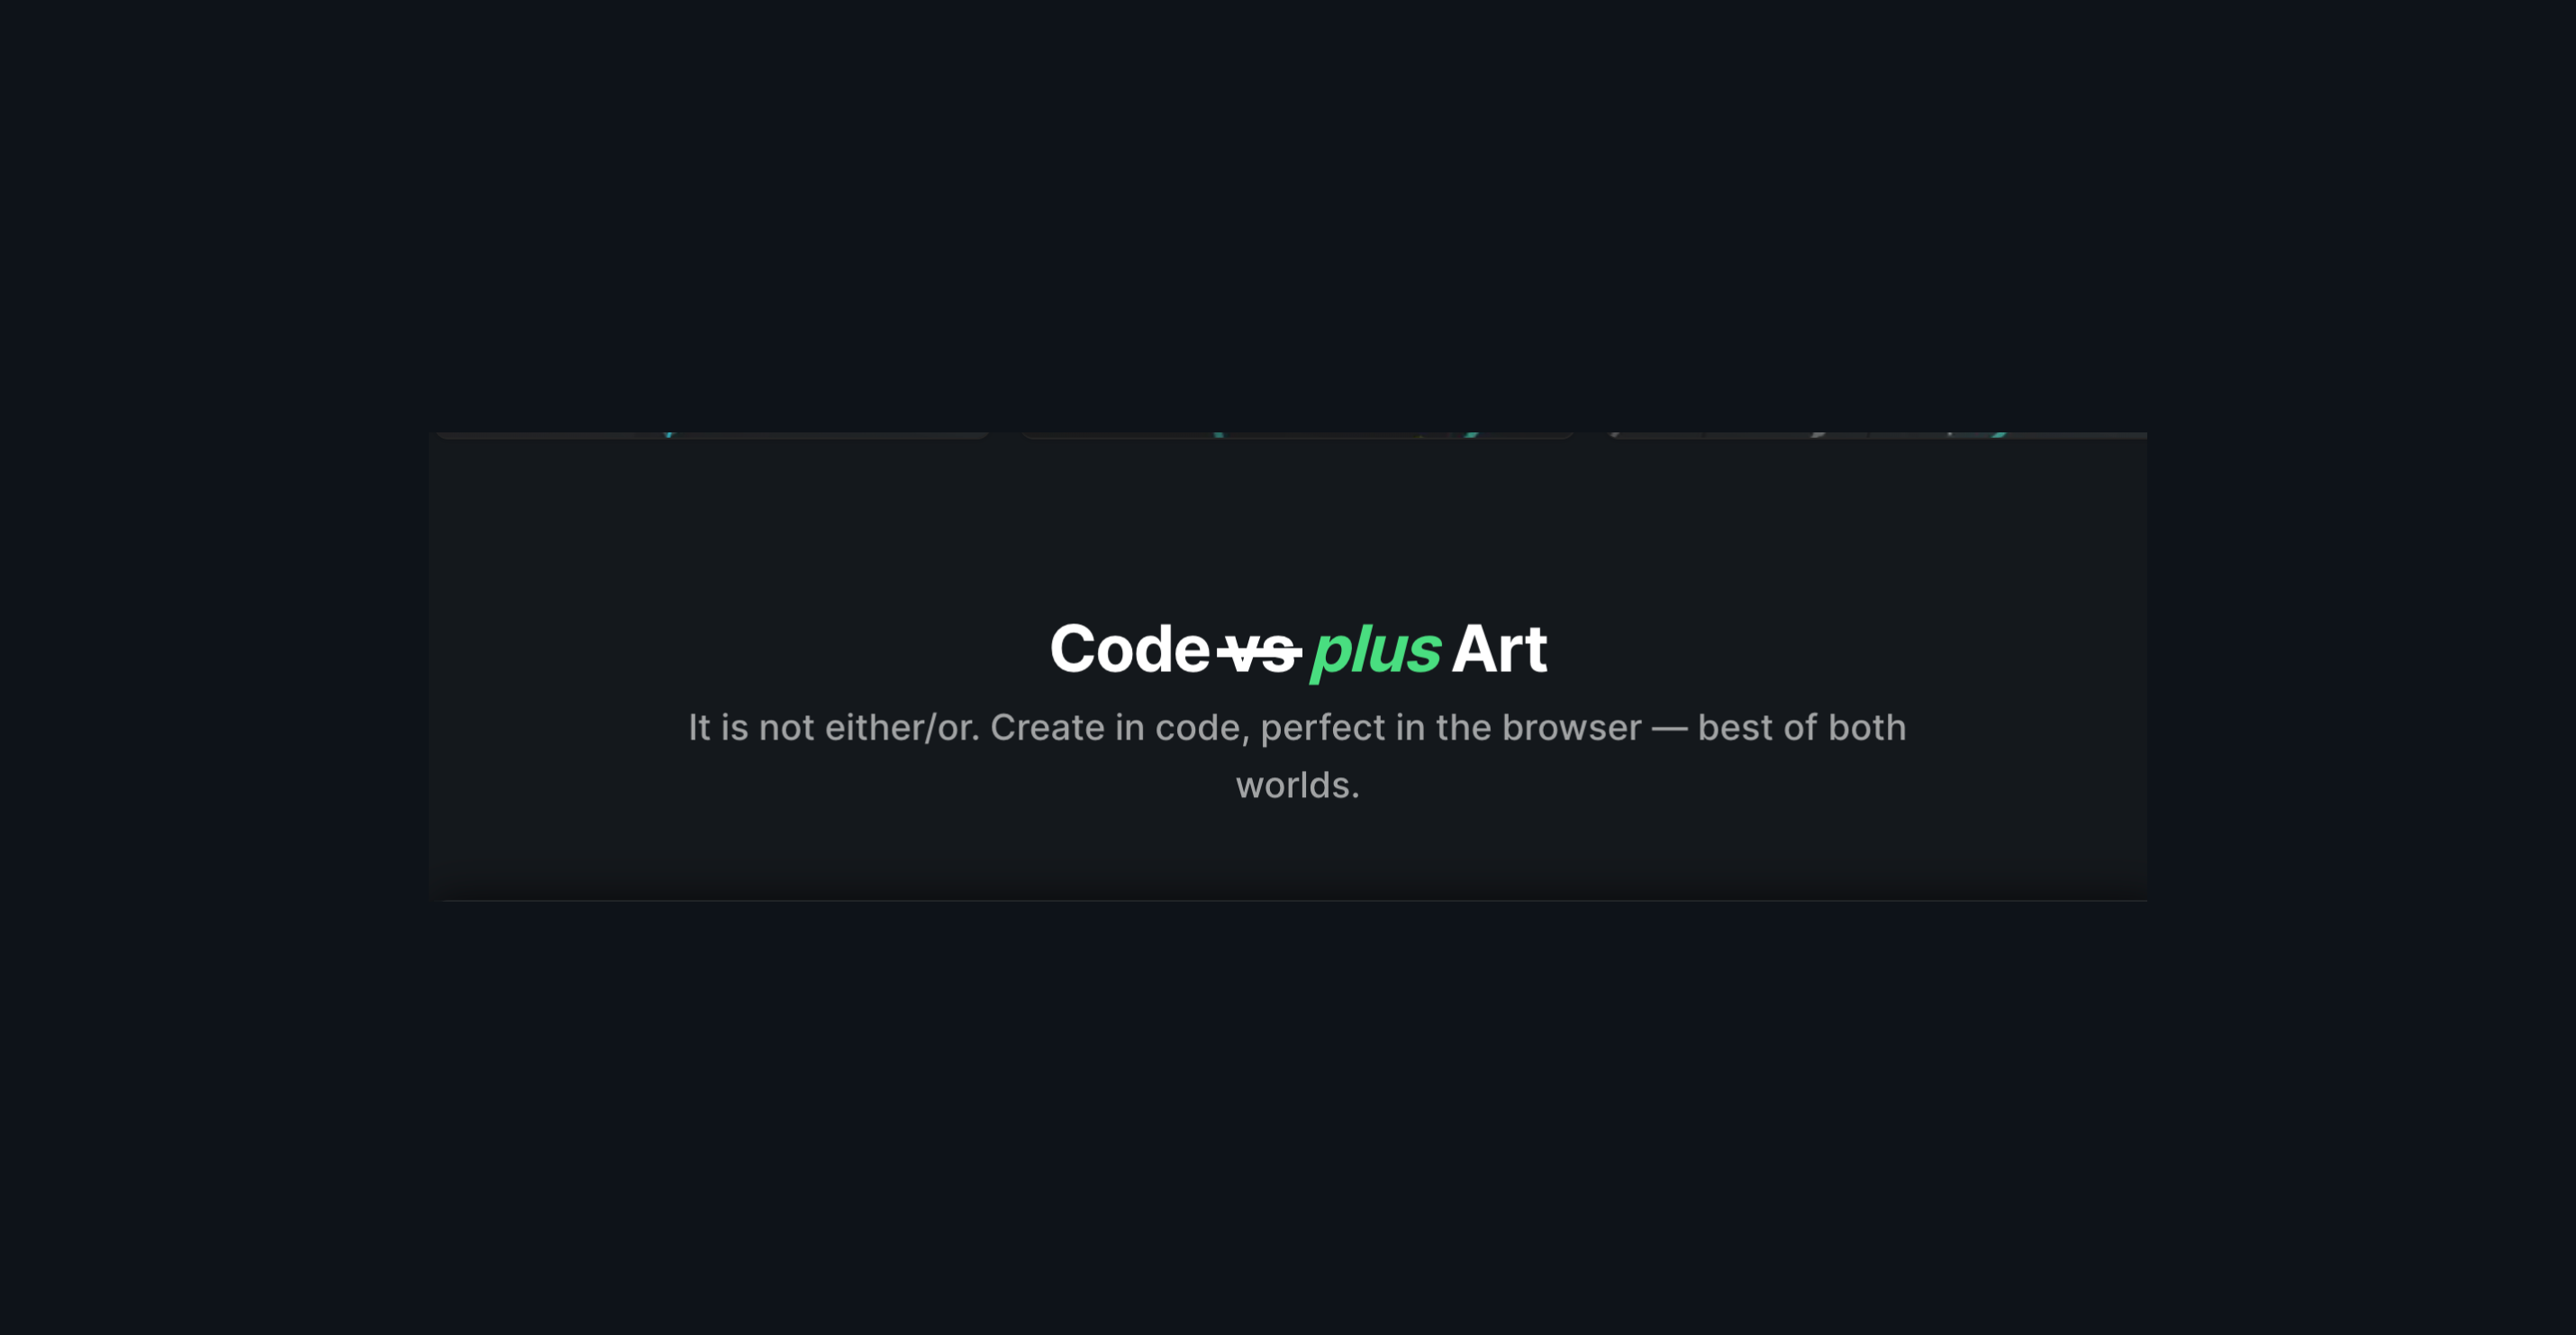 Code vs plus Art
It is not either/or. Create in code, perfect in the browser — best of both
worlds.